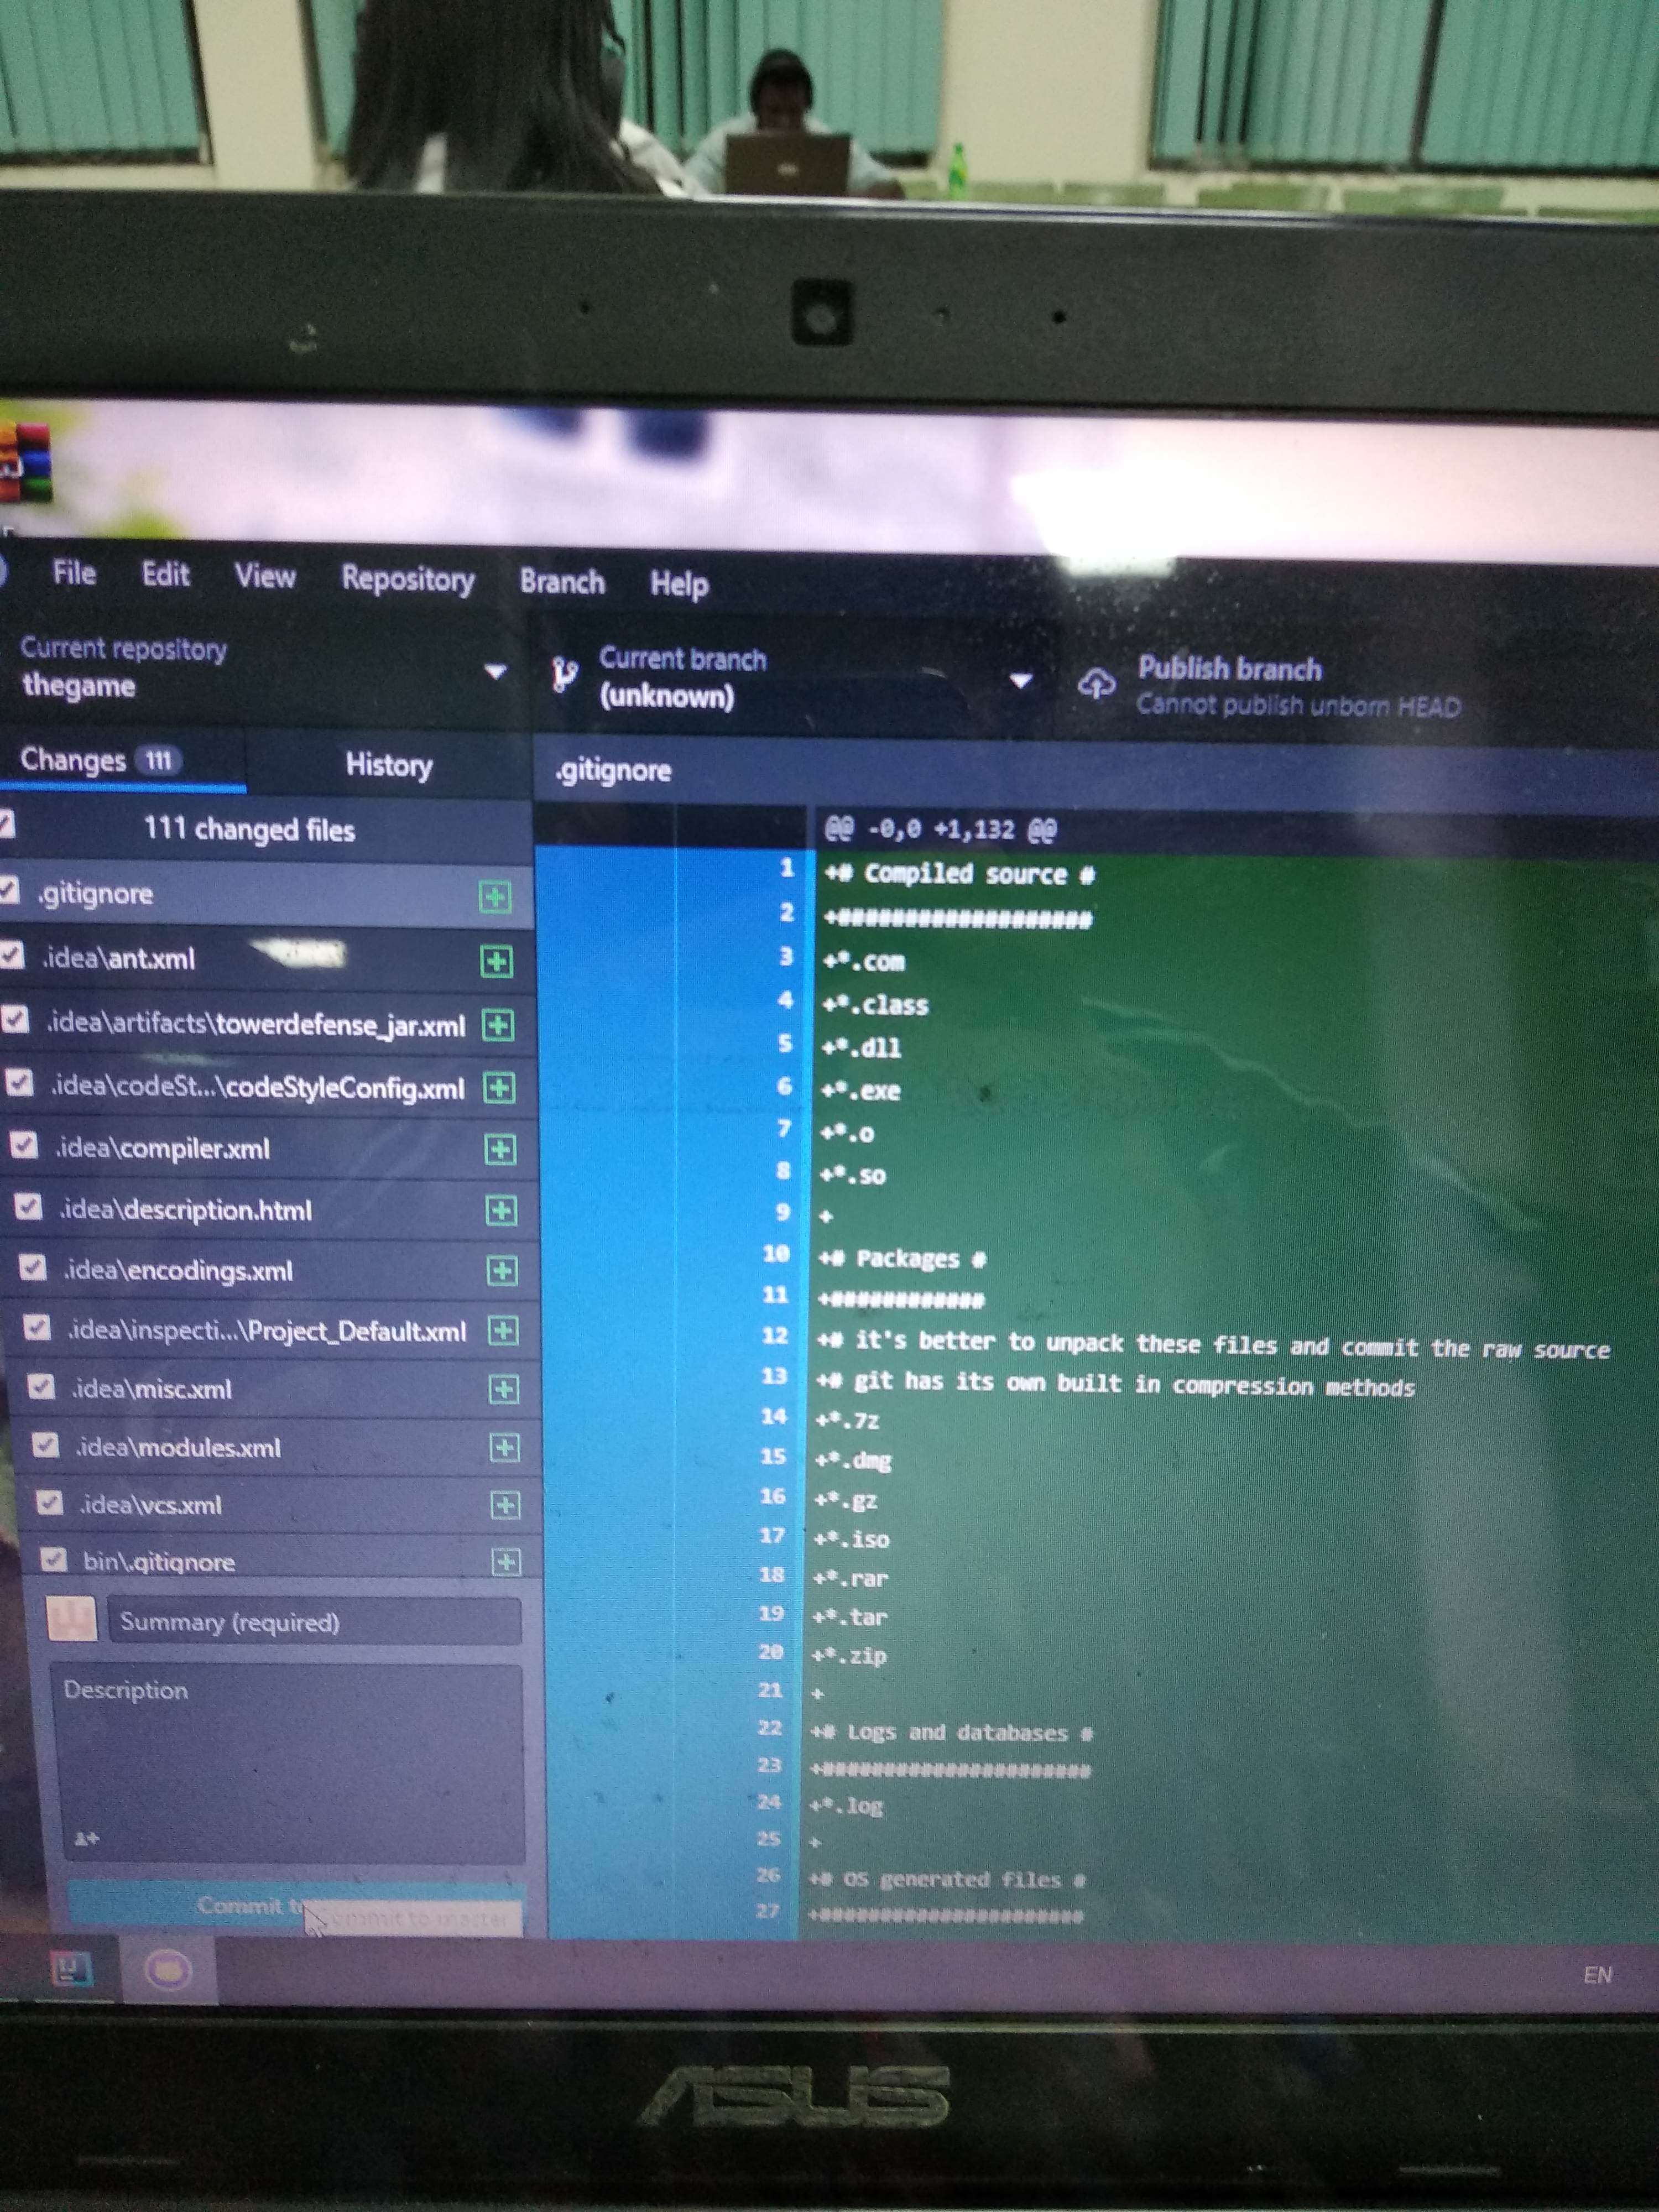 File Edit View Repository Branch Help
Current repository
thegame
Current branch
(unknown)
Publish branch
Cannot publish unborn HEAD
Changes 111
History
.gitignore
111 changed files
.gitignore
.idea\ant.xml
.idea\artifacts\towerdefense_jar.xml
.idea\codeSt...\codeStyleConfig.xml
.idea\compiler.xml
.idea\description.html
.idea\encodings.xml
.idea\inspecti...\Project_Default.xml
.idea\misc.xml
.idea\modules.xml
.idea\vcs.xml
bin\.gitignore
Summary (required)
Description
Commit t
commit to master
@@ -0,0 +1,132 @@
1 +# Compiled source #
2 +###################
3 +*.com
4 +*.class
5 +*.dll
6 +*.exe
7 +*.o
8 +*.so
9 +
10 +# Packages #
11 +############
12 +# it's better to unpack these files and commit the raw source
13 +# git has its own built in compression methods
14 +*.7z
15 +*.dmg
16 +*.gz
17 +*.iso
18 +*.rar
19 +*.tar
20 +*.zip
21 +
22 +# Logs and databases #
23 +######################
24 +*.log
25 +
26 +# OS generated files #
27 +######################
EN
ASUS